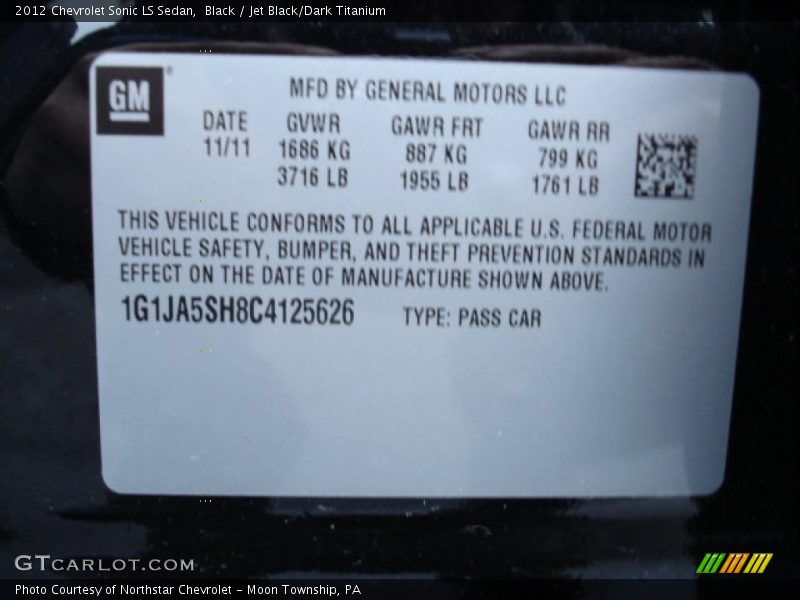 2012 Chevrolet Sonic LS Sedan,  Black / Jet Black/Dark Titanium
GM
MFD BY GENERAL MOTORS LLC
DATE GVWR GAWR FRT GAWR RR
11/11 1686 KG 887 KG 799 KG
3716 LB 1955 LB 1761 LB
THIS VEHICLE CONFORMS TO ALL APPLICABLE U.S. FEDERAL MOTOR
VEHICLE SAFETY, BUMPER, AND THEFT PREVENTION STANDARDS IN
EFFECT ON THE DATE OF MANUFACTURE SHOWN ABOVE.
1G1JA5SH8C4125626 TYPE: PASS CAR
GTCARLOT.COM
Photo Courtesy of Northstar Chevrolet - Moon Township, PA